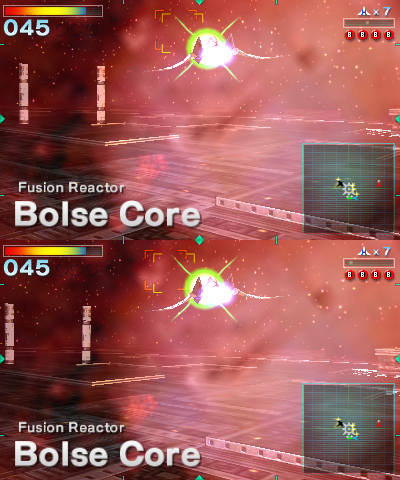 045
× 7
B B B B
Fusion Reactor
Bolse Core
045
× 7
B B B B
Fusion Reactor
Bolse Core